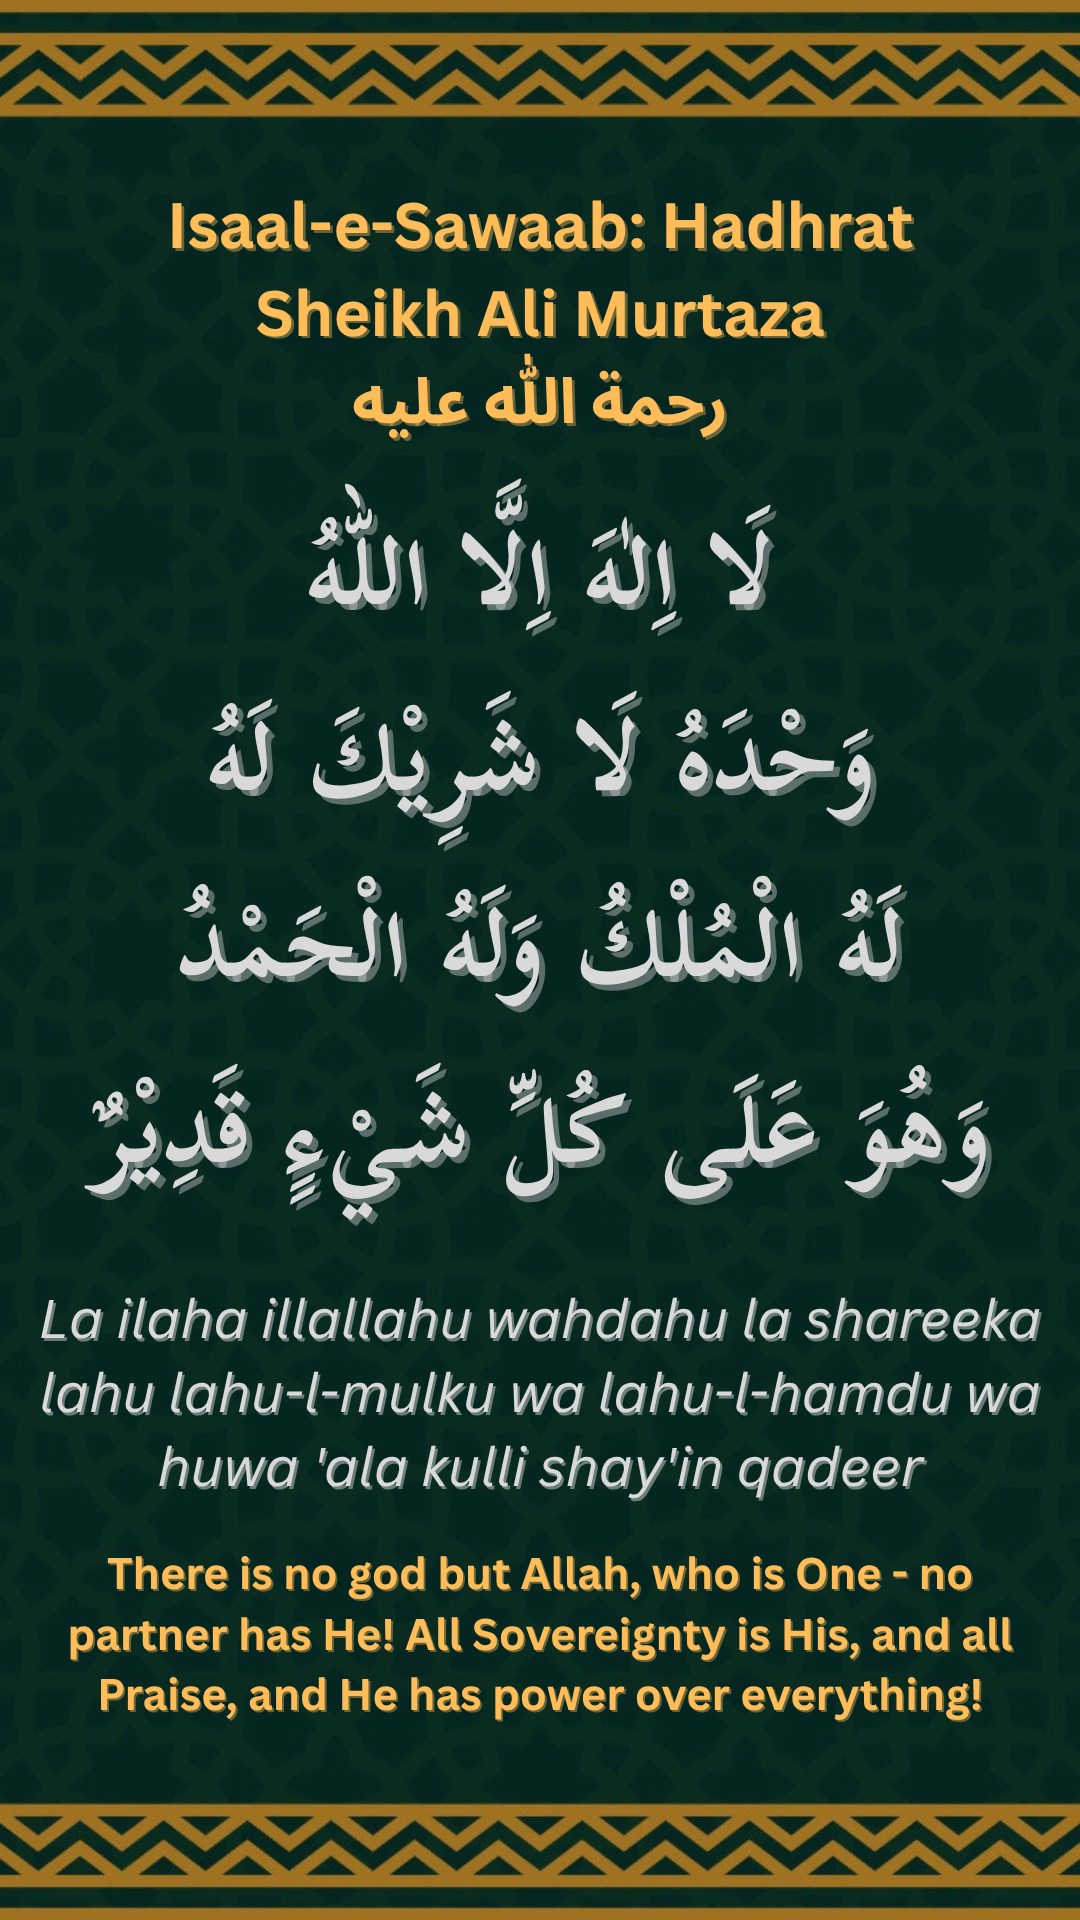 Isaal-e-Sawaab: Hadhrat
Sheikh Ali Murtaza
رحمة الله عليه
لَا اِلٰهَ اِلَّا اللّٰهُ
وَحْدَهُ لَا شَرِيْكَ لَهُ
لَهُ الْمُلْكُ وَلَهُ الْحَمْدُ
وَهُوَ عَلَى كُلِّ شَيْءٍ قَدِيْرٌ
La ilaha illallahu wahdahu la shareeka
lahu lahu-l-mulku wa lahu-l-hamdu wa
huwa 'ala kulli shay'in qadeer
There is no god but Allah, who is One - no
partner has He! All Sovereignty is His, and all
Praise, and He has power over everything!